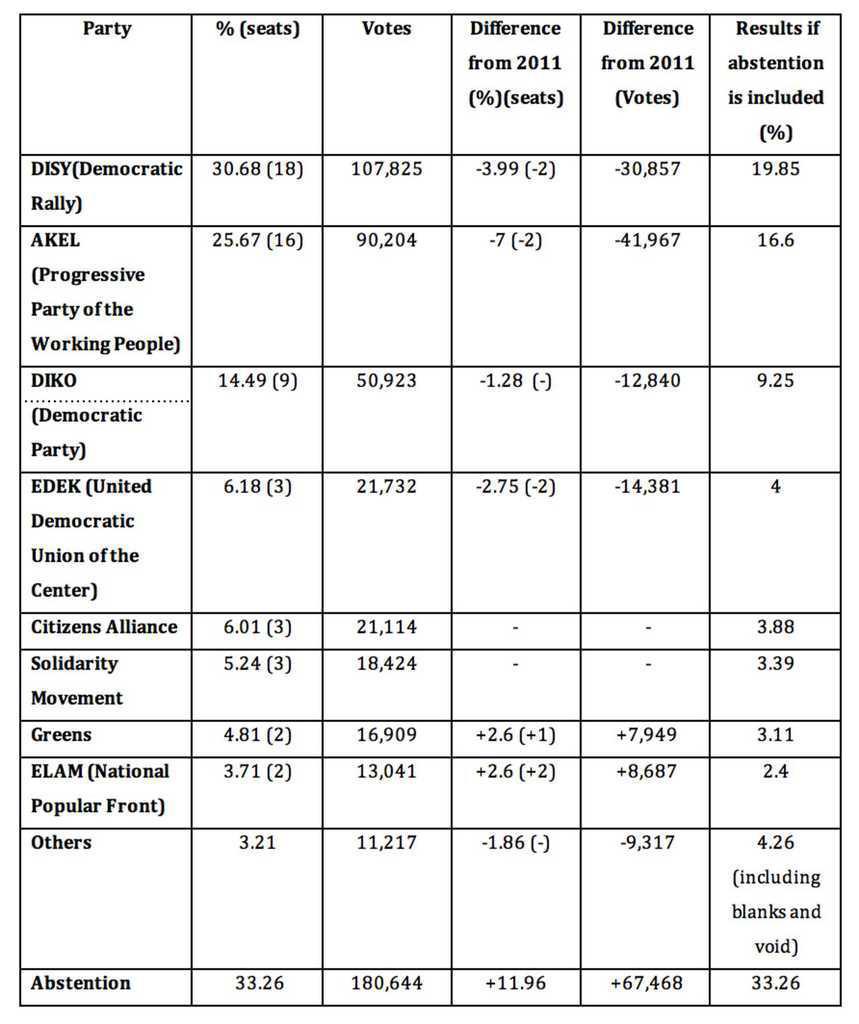 Party % (seats) Votes Difference from 2011 (%)(seats) Difference from 2011 (Votes) Results if abstention is included (%)
DISY(Democratic Rally) 30.68 (18) 107,825 -3.99 (-2) -30,857 19.85
AKEL (Progressive Party of the Working People) 25.67 (16) 90,204 -7 (-2) -41,967 16.6
DIKO (Democratic Party) 14.49 (9) 50,923 -1.28 (-) -12,840 9.25
EDEK (United Democratic Union of the Center) 6.18 (3) 21,732 -2.75 (-2) -14,381 4
Citizens Alliance 6.01 (3) 21,114 - - 3.88
Solidarity Movement 5.24 (3) 18,424 - - 3.39
Greens 4.81 (2) 16,909 +2.6 (+1) +7,949 3.11
ELAM (National Popular Front) 3.71 (2) 13,041 +2.6 (+2) +8,687 2.4
Others 3.21 11,217 -1.86 (-) -9,317 4.26 (including blanks and void)
Abstention 33.26 180,644 +11.96 +67,468 33.26